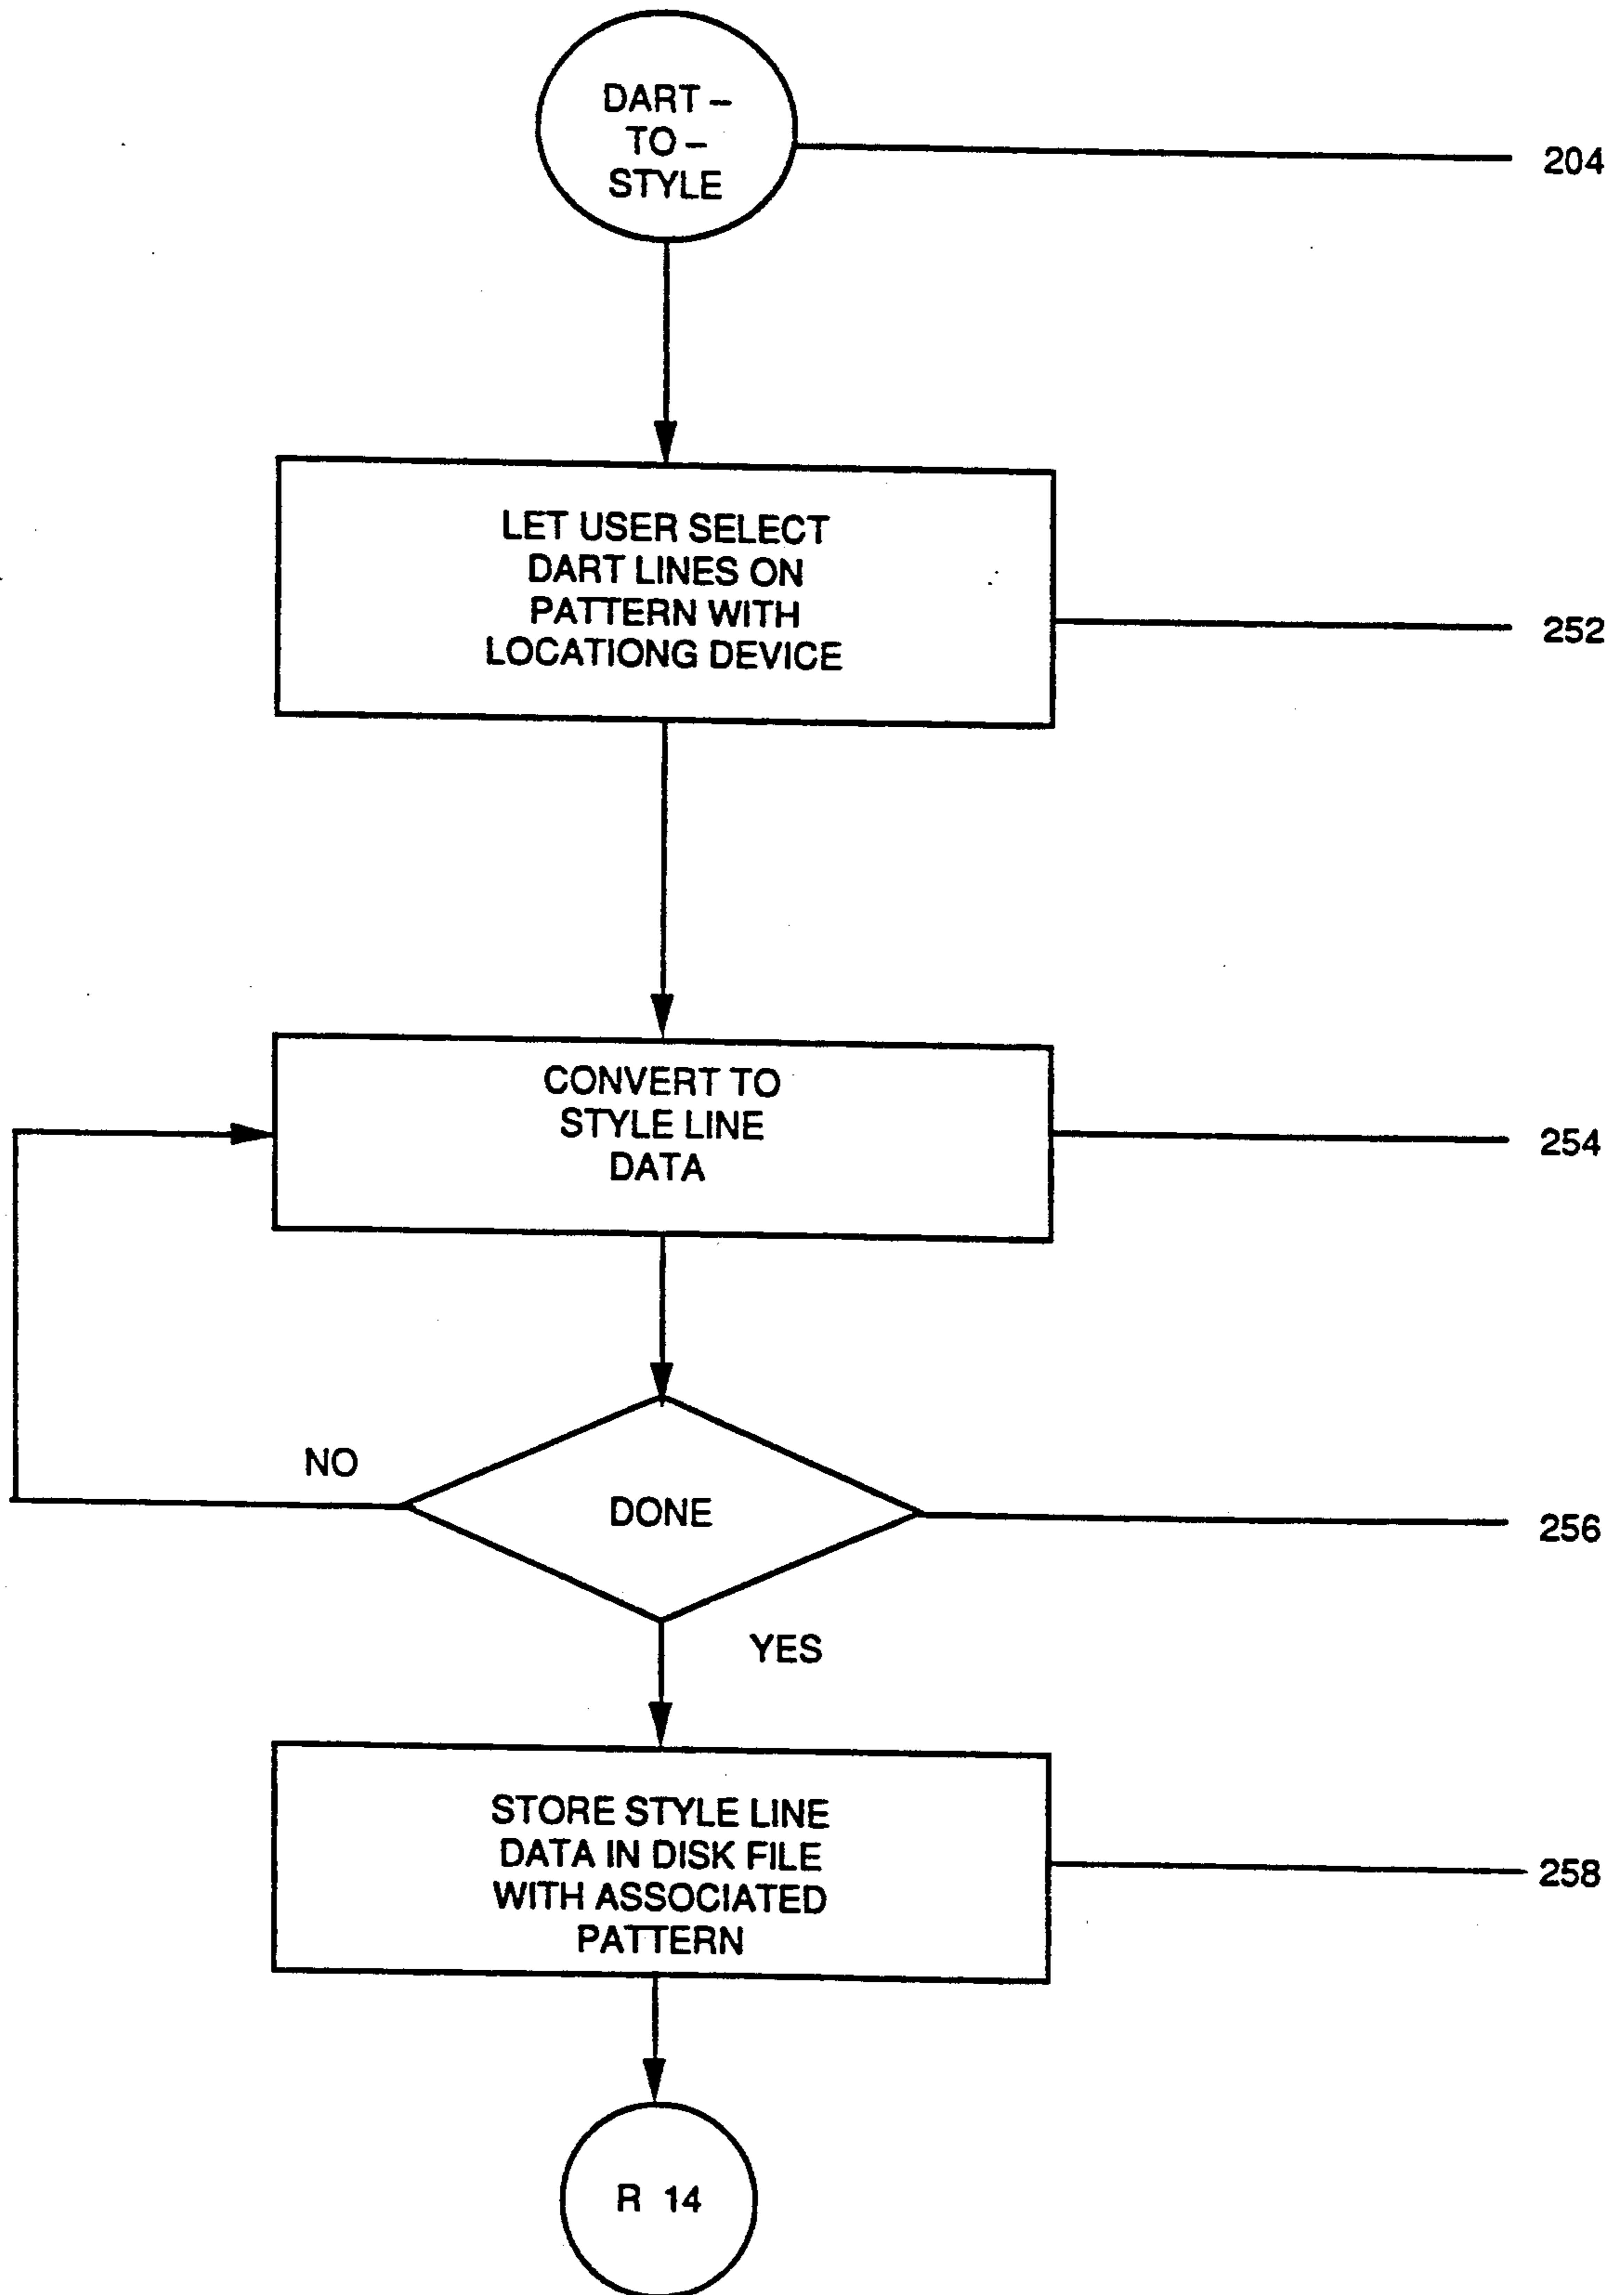 DART –
TO –
STYLE
204
LET USER SELECT
DART LINES ON
PATTERN WITH
LOCATIONG DEVICE
252
CONVERT TO
STYLE LINE
DATA
254
NO
DONE
256
YES
STORE STYLE LINE
DATA IN DISK FILE
WITH ASSOCIATED
PATTERN
258
R 14